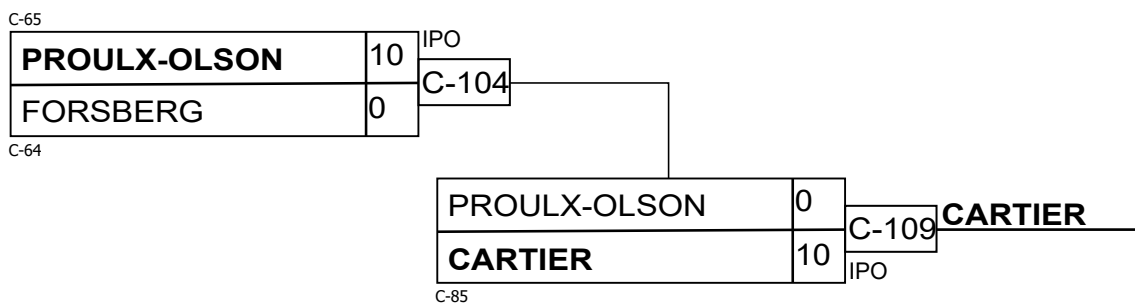 C-65
PROULX-OLSON 10 IPO
C-104
FORSBERG 0
C-64
PROULX-OLSON 0
C-109 CARTIER
CARTIER 10 IPO
C-85